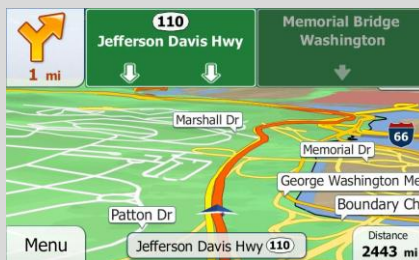 110
Jefferson Davis Hwy
Memorial Bridge
Washington
1 mi
Marshall Dr
66
Memorial Dr
George Washington Me
Boundary Ch
Patton Dr
Menu
Jefferson Davis Hwy 110
Distance
2443 mi